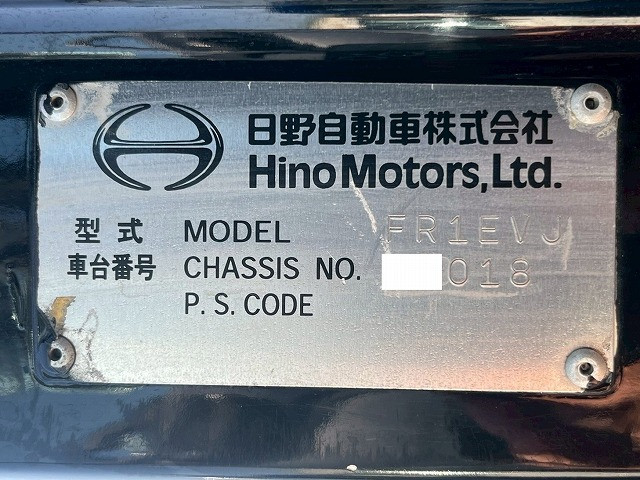 日野自動車株式会社
Hino Motors, Ltd.
型式 MODEL FR1EVJ
車台番号 CHASSIS NO. 018
P.S.CODE